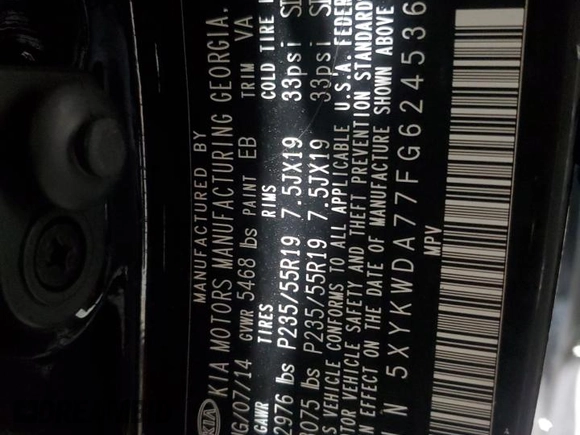 MANUFACTURED BY
KIA KIA MOTORS MANUFACTURING GEORGIA,
07/14 GVWR 5468 lbs PAINT EB TRIM VA
GAWR TIRES RIMS COLD TIRE
2976 lbs P235/55R19 7.5JX19 33psi
3075 lbs P235/55R19 7.5JX19 33psi
VEHICLE CONFORMS TO ALL APPLICABLE U.S.A. FEDER
VEHICLE SAFETY AND THEFT PREVENTION STANDARD
EFFECT ON THE DATE OF MANUFACTURE SHOWN ABOVE
5XYKWDA77FG624536
MPV